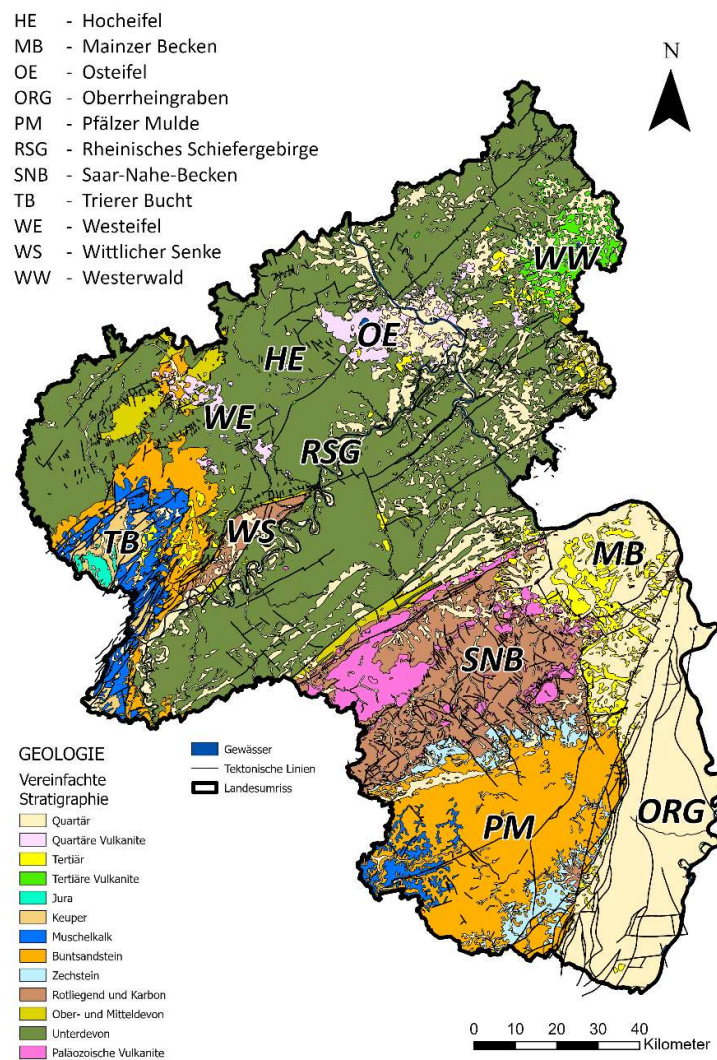 HE - Hocheifel
MB - Mainzer Becken
OE - Osteifel
ORG - Oberrheingraben
PM - Pfälzer Mulde
RSG - Rheinisches Schiefergebirge
SNB - Saar-Nahe-Becken
TB - Trierer Bucht
WE - Westeifel
WS - Wittlicher Senke
WW - Westerwald
N
WW
OE
HE
WE
RSG
WS
TB
MB
SNB
PM
ORG
GEOLOGIE
Vereinfachte
Stratigraphie
Quartär
Quartäre Vulkanite
Tertiär
Tertiäre Vulkanite
Jura
Keuper
Muschelkalk
Buntsandstein
Zechstein
Rotliegend und Karbon
Ober- und Mitteldevon
Unterdevon
Paläozoische Vulkanite
Gewässer
Tektonische Linien
Landesumriss
0 10 20 30 40
Kilometer